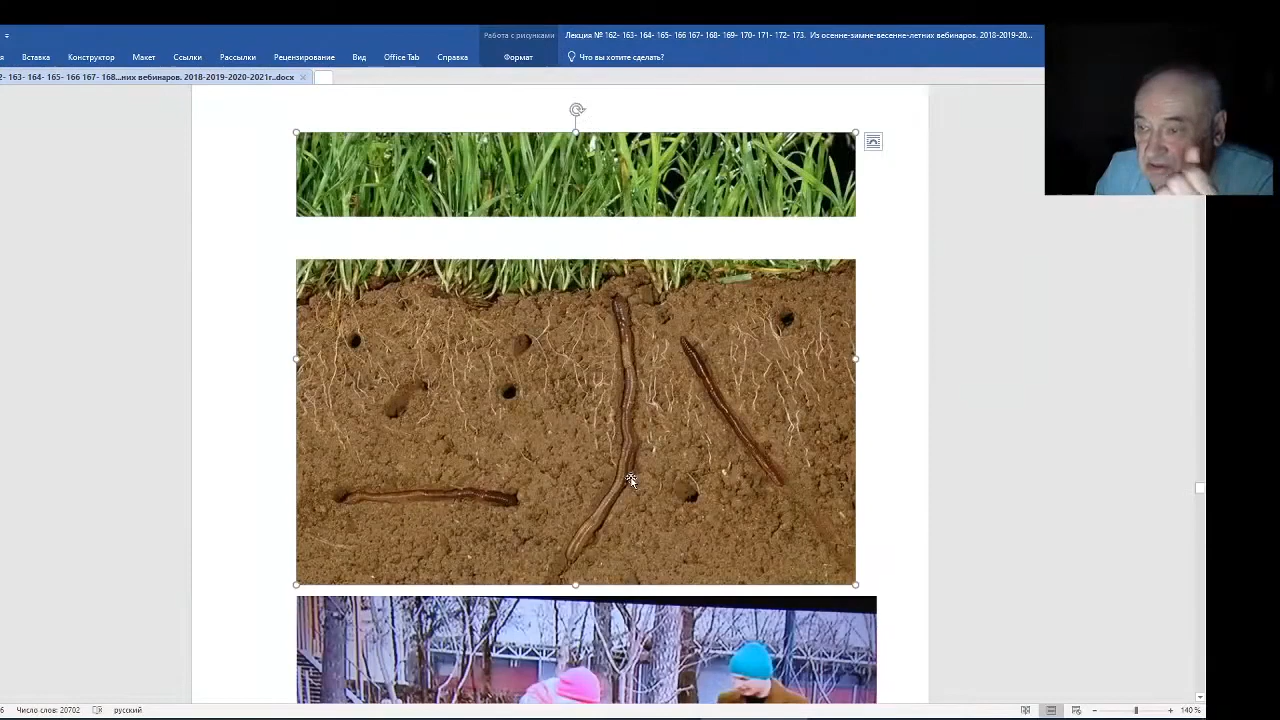 Работа с рисунками
Лекция № 162- 163- 164- 165- 166 167- 168- 169- 170- 171- 172- 173. Из осенне-зимне-весенне-летних вебинаров. 2018-2019-20...
Вставка Конструктор Макет Ссылки Рассылки Рецензирование Вид Office Tab Справка Формат Что вы хотите сделать?
2- 163- 164- 165- 166 167- 168...них вебинаров. 2018-2019-2020-2021г..docx
6 Число слов: 20702 русский 140 %